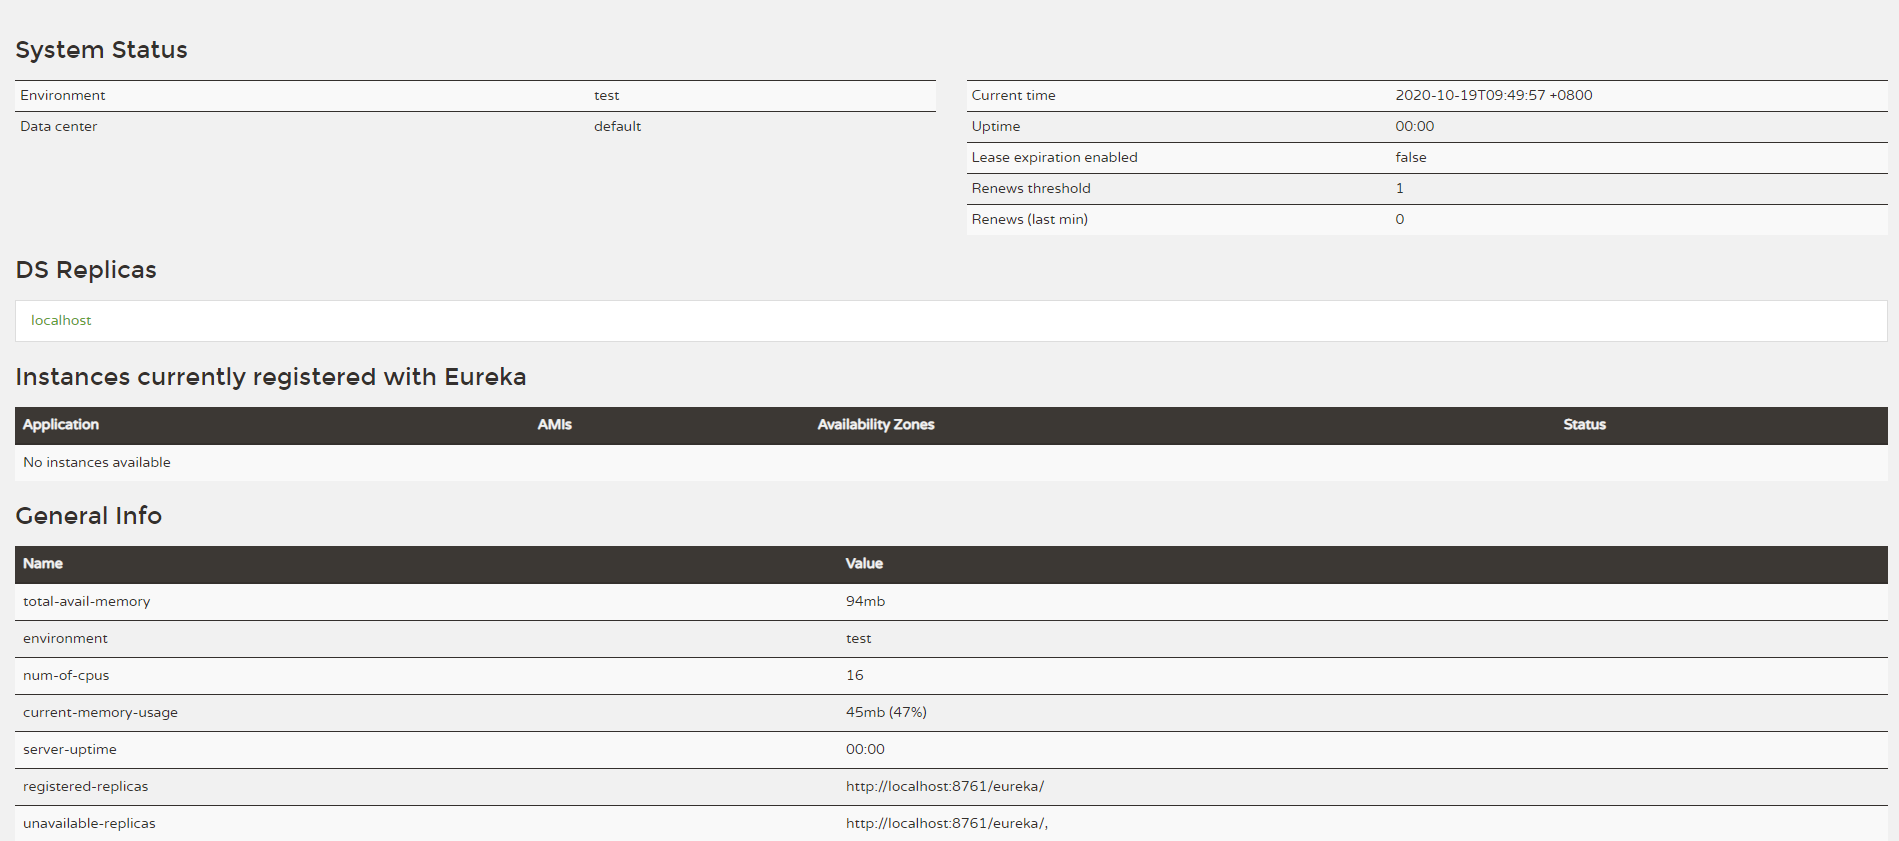 System Status
Environment test
Data center default
Current time 2020-10-19T09:49:57 +0800
Uptime 00:00
Lease expiration enabled false
Renews threshold 1
Renews (last min) 0
DS Replicas
localhost
Instances currently registered with Eureka
Application AMIs Availability Zones Status
No instances available
General Info
Name Value
total-avail-memory 94mb
environment test
num-of-cpus 16
current-memory-usage 45mb (47%)
server-uptime 00:00
registered-replicas http://localhost:8761/eureka/
unavailable-replicas http://localhost:8761/eureka/,